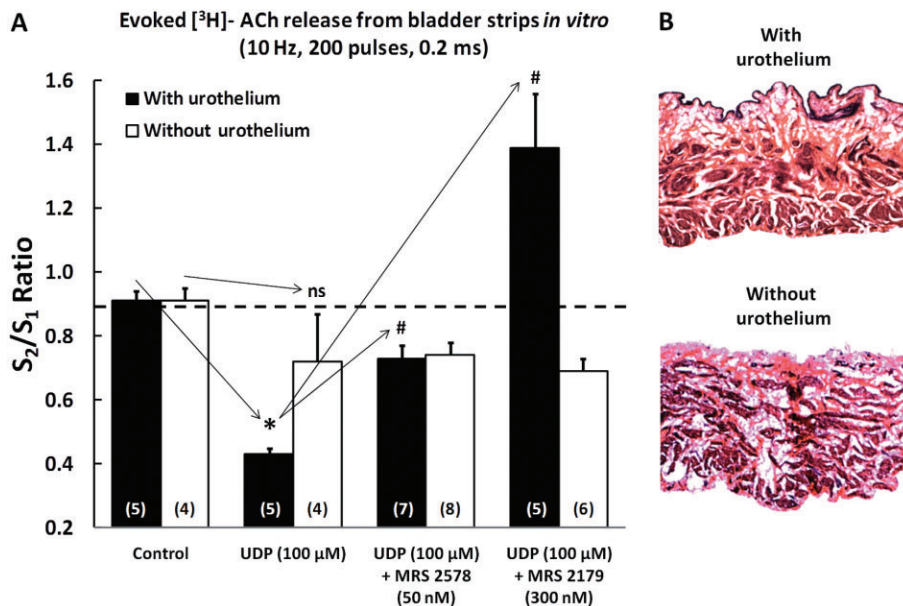 A
Evoked [³H]- ACh release from bladder strips in vitro
(10 Hz, 200 pulses, 0.2 ms)
S₂/S₁ Ratio
1.6
1.4
1.2
1.0
0.8
0.6
0.4
0.2
With urothelium
Without urothelium
#
ns
#
*
(5)
(4)
(5)
(4)
(7)
(8)
(5)
(6)
Control
UDP (100 µM)
UDP (100 µM)
+ MRS 2578
(50 nM)
UDP (100 µM)
+ MRS 2179
(300 nM)
B
With
urothelium
Without
urothelium